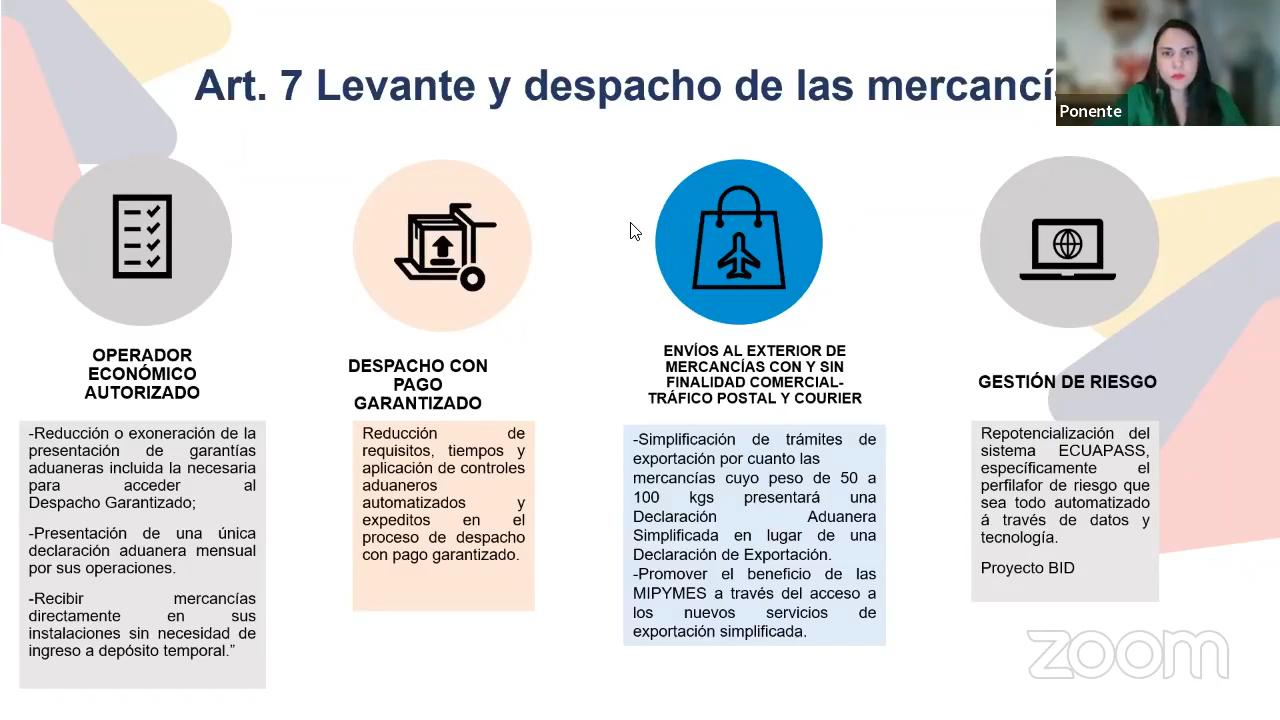 Art. 7 Levante y despacho de las mercancí
Ponente
OPERADOR
ECONÓMICO
AUTORIZADO
-Reducción o exoneración de la
presentación de garantías
aduaneras incluida la necesaria
para acceder al
Despacho Garantizado;
-Presentación de una única
declaración aduanera mensual
por sus operaciones.
-Recibir mercancías
directamente en sus
instalaciones sin necesidad de
ingreso a depósito temporal.”
DESPACHO CON
PAGO
GARANTIZADO
Reducción de
requisitos, tiempos y
aplicación de controles
aduaneros
automatizados y
expeditos en el
proceso de despacho
con pago garantizado.
ENVÍOS AL EXTERIOR DE
MERCANCÍAS CON Y SIN
FINALIDAD COMERCIAL-
TRÁFICO POSTAL Y COURIER
-Simplificación de trámites de
exportación por cuanto las
mercancías cuyo peso de 50 a
100 kgs presentará una
Declaración Aduanera
Simplificada en lugar de una
Declaración de Exportación.
-Promover el beneficio de las
MIPYMES a través del acceso a
los nuevos servicios de
exportación simplificada.
GESTIÓN DE RIESGO
Repotencialización del
sistema ECUAPASS,
específicamente el
perfilafor de riesgo que
sea todo automatizado
á través de datos y
tecnología.
Proyecto BID
zoom